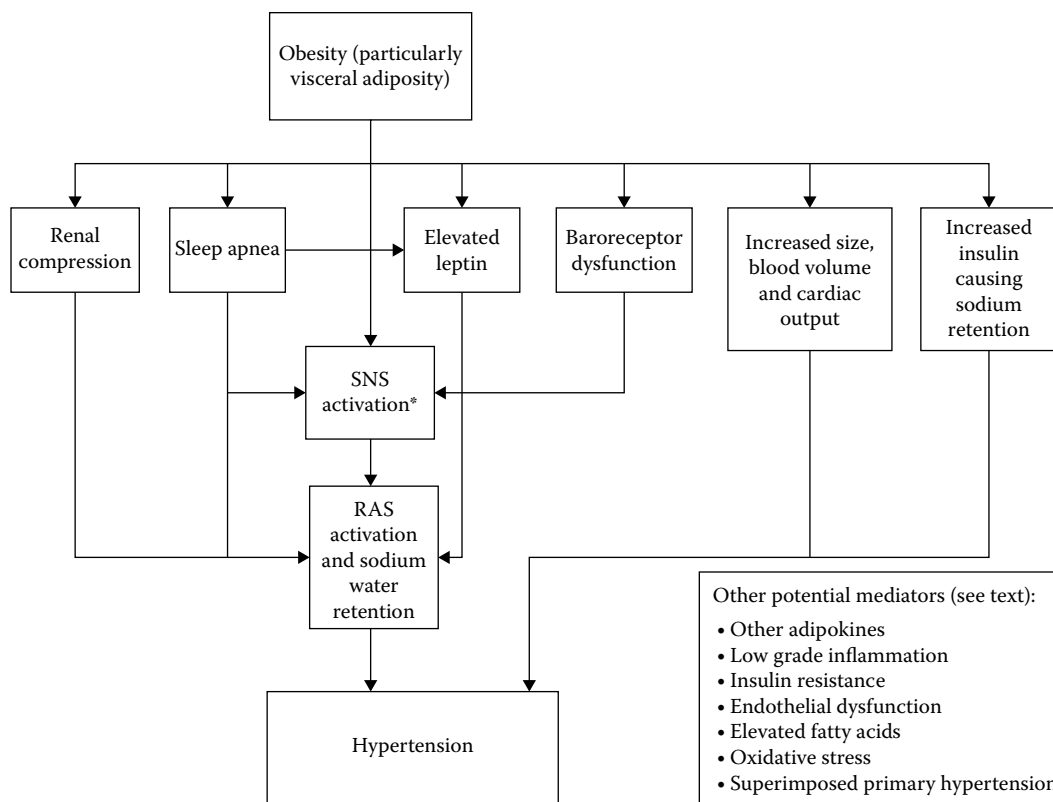 Obesity (particularly
visceral adiposity)
Renal
compression
Sleep apnea
Elevated
leptin
Baroreceptor
dysfunction
Increased size,
blood volume
and cardiac
output
Increased
insulin
causing
sodium
retention
SNS
activation*
RAS
activation
and sodium
water
retention
Hypertension
Other potential mediators (see text):
• Other adipokines
• Low grade inflammation
• Insulin resistance
• Endothelial dysfunction
• Elevated fatty acids
• Oxidative stress
• Superimposed primary hypertension